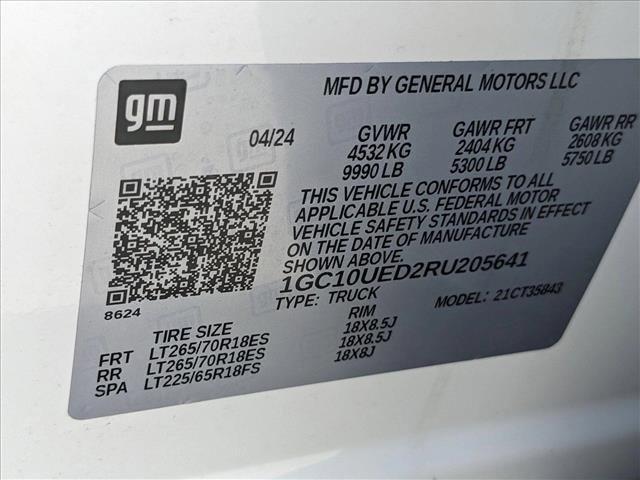 gm
MFD BY GENERAL MOTORS LLC
04/24 GVWR GAWR FRT GAWR RR
4532 KG 2404 KG 2608 KG
9990 LB 5300 LB 5750 LB
THIS VEHICLE CONFORMS TO ALL
APPLICABLE U.S. FEDERAL MOTOR
VEHICLE SAFETY STANDARDS IN EFFECT
ON THE DATE OF MANUFACTURE
SHOWN ABOVE.
1GC10UED2RU205641
8624 TYPE: TRUCK MODEL: 21CT35843
TIRE SIZE RIM
FRT LT265/70R18ES 18X8.5J
RR LT265/70R18ES 18X8.5J
SPA LT225/65R18FS 18X8J